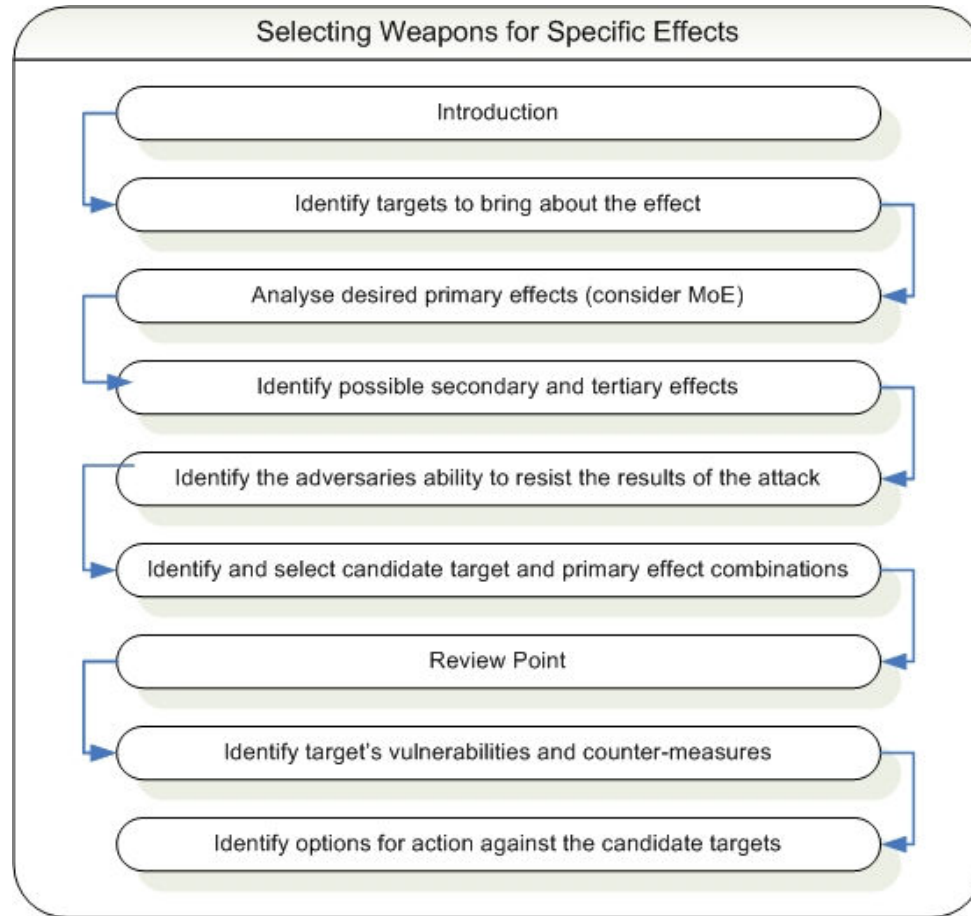 Selecting Weapons for Specific Effects
Introduction
Identify targets to bring about the effect
Analyse desired primary effects (consider MoE)
Identify possible secondary and tertiary effects
Identify the adversaries ability to resist the results of the attack
Identify and select candidate target and primary effect combinations
Review Point
Identify target's vulnerabilities and counter-measures
Identify options for action against the candidate targets